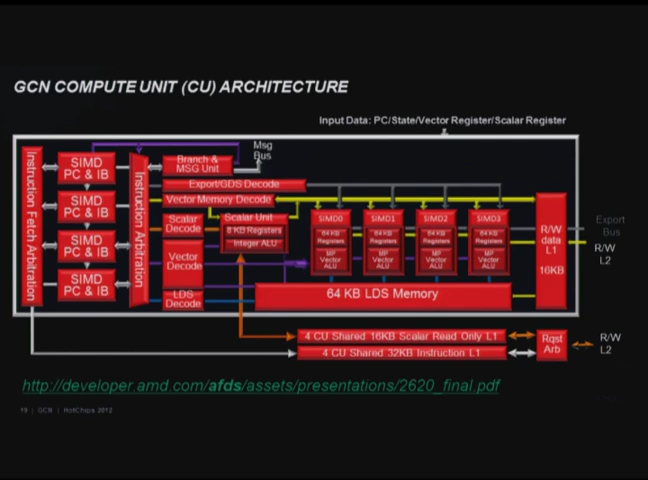 GCN COMPUTE UNIT (CU) ARCHITECTURE
Input Data: PC/State/Vector Register/Scalar Register
Instruction Fetch Arbitration
SIMD
PC & IB
SIMD
PC & IB
SIMD
PC & IB
SIMD
PC & IB
Instruction Arbitration
Branch &
MSG Unit
Msg
Bus
Export/GDS Decode
Vector Memory Decode
Scalar
Decode
Scalar Unit
8 KB Registers
Integer ALU
Vector
Decode
LDS
Decode
SIMD0
64 KB
Registers
MP
Vector
ALU
SIMD1
64 KB
Registers
MP
Vector
ALU
SIMD2
64 KB
Registers
MP
Vector
ALU
SIMD3
64 KB
Registers
MP
Vector
ALU
64 KB LDS Memory
R/W
data
L1
16KB
Export
Bus
R/W
L2
4 CU Shared 16KB Scalar Read Only L1
4 CU Shared 32KB Instruction L1
Rqst
Arb
R/W
L2
http://developer.amd.com/afds/assets/presentations/2620_final.pdf
19 | GCN | HotChips 2012